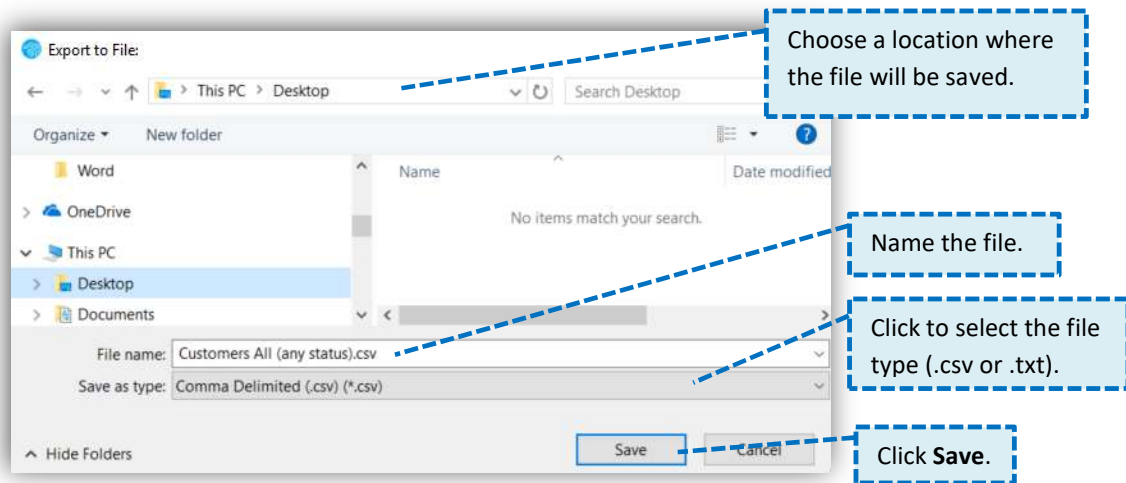 Export to File:
Choose a location where
the file will be saved.
This PC > Desktop
Search Desktop
Organize
New folder
Word
Name
Date modified
OneDrive
No items match your search.
This PC
Name the file.
Desktop
Documents
Click to select the file
type (.csv or .txt).
File name: Customers All (any status).csv
Save as type: Comma Delimited (.csv) (*.csv)
Hide Folders
Save
Cancel
Click Save.